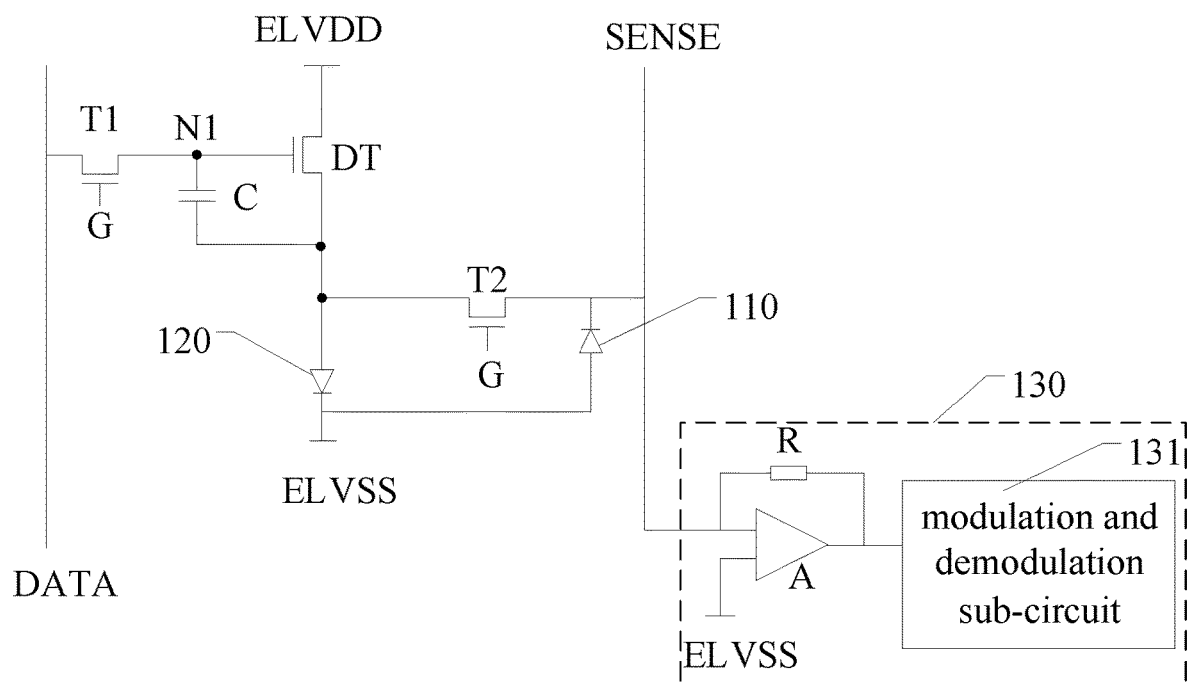 ELVDD
SENSE
T1
N1
DT
C
G
T2
110
120
G
130
ELVSS
R
131
modulation and
demodulation
sub-circuit
A
DATA
ELVSS